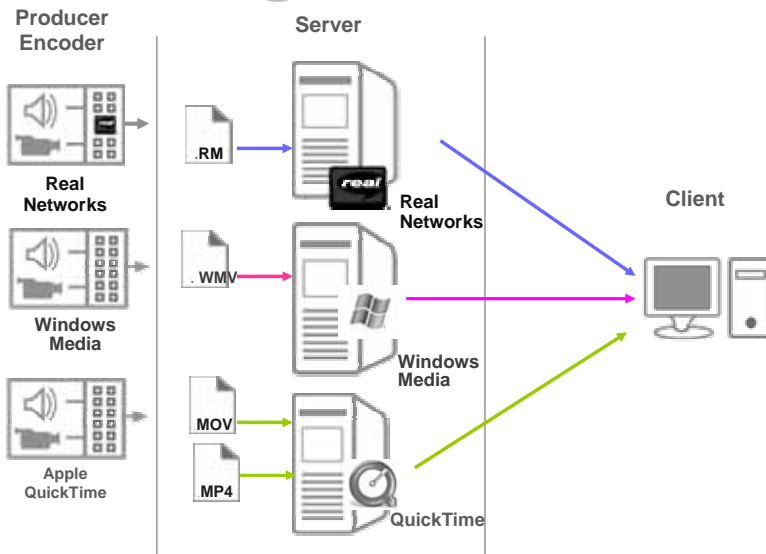 Producer
Encoder
Server
Client
Real
Networks
.RM
real
Real
Networks
Windows
Media
. WMV
Windows
Media
Apple
QuickTime
MOV
.MP4
QuickTime